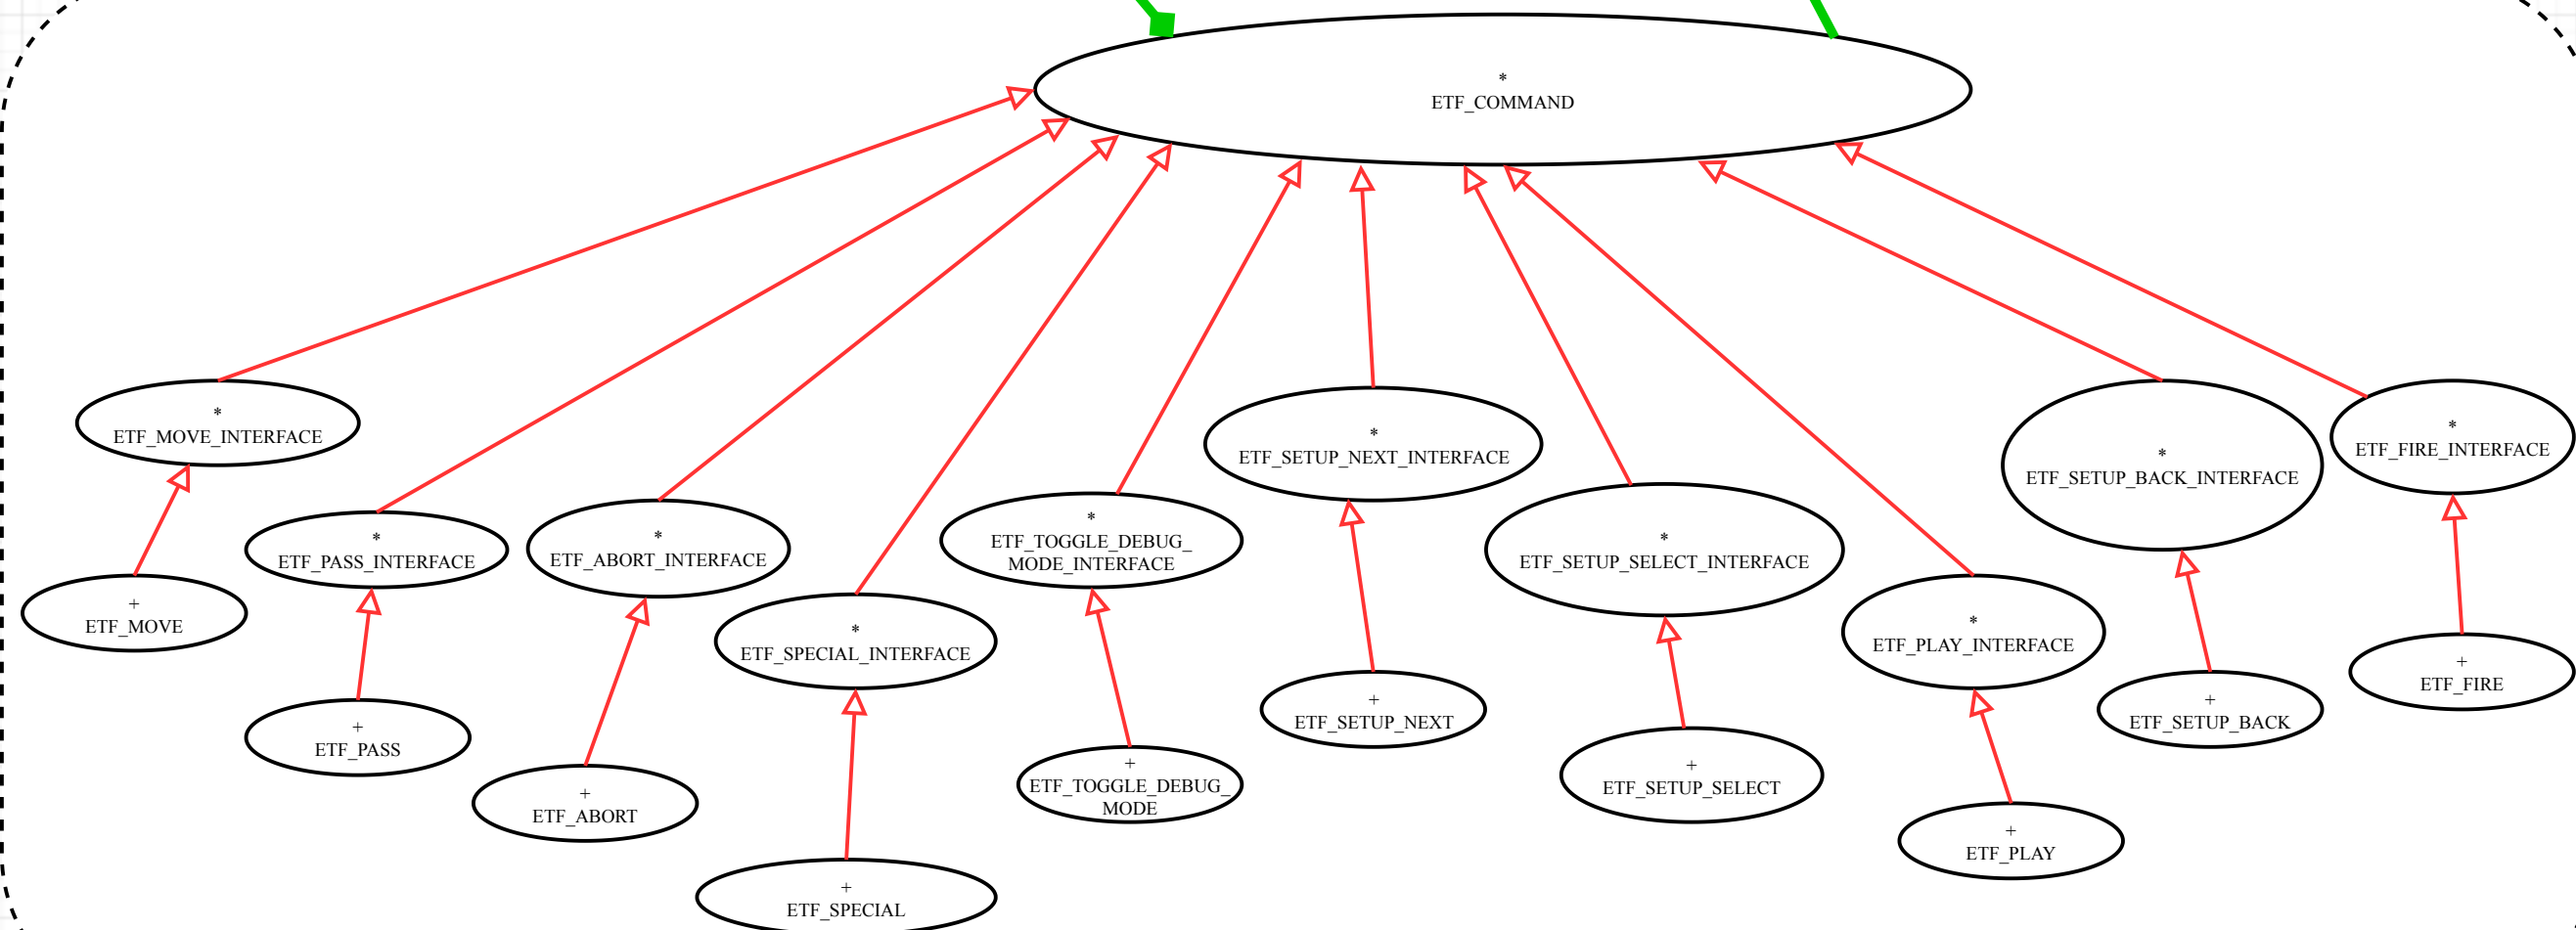 *
ETF_COMMAND
*
ETF_MOVE_INTERFACE
*
ETF_PASS_INTERFACE
*
ETF_ABORT_INTERFACE
*
ETF_SPECIAL_INTERFACE
*
ETF_TOGGLE_DEBUG_
MODE_INTERFACE
*
ETF_SETUP_NEXT_INTERFACE
*
ETF_SETUP_SELECT_INTERFACE
*
ETF_PLAY_INTERFACE
*
ETF_SETUP_BACK_INTERFACE
*
ETF_FIRE_INTERFACE
+
ETF_MOVE
+
ETF_PASS
+
ETF_ABORT
+
ETF_SPECIAL
+
ETF_TOGGLE_DEBUG_
MODE
+
ETF_SETUP_NEXT
+
ETF_SETUP_SELECT
+
ETF_PLAY
+
ETF_SETUP_BACK
+
ETF_FIRE